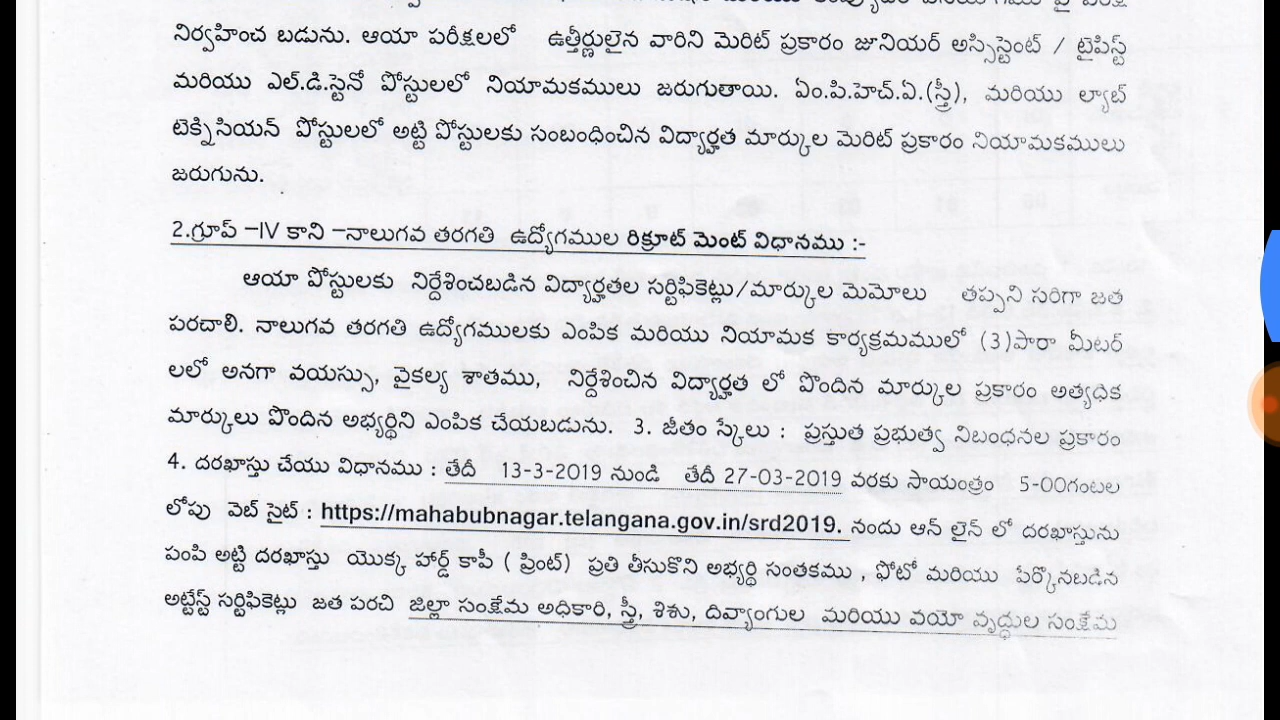 నిర్వహించ బడును. ఆయా పరీక్షలలో ఉత్తీర్ణులైన వారిని మెరిట్ ప్రకారం జూనియర్ అస్సిస్టెంట్ / టైపిస్ట్
మరియు ఎల్.డి.స్టెనో పోస్టులలో నియామకములు జరుగుతాయి. ఏం.పి.హెచ్.ఏ.(స్త్రీ), మరియు ల్యాబ్
టెక్నిసియన్ పోస్టులలో అట్టి పోస్టులకు సంబంధించిన విద్యార్హత మార్కుల మెరిట్ ప్రకారం నియామకములు
జరుగును.
2.గ్రూప్ –IV కాని –నాలుగవ తరగతి ఉద్యోగముల రిక్రూట్ మెంట్ విధానము :-
ఆయా పోస్టులకు నిర్దేశించబడిన విద్యార్హతల సర్టిఫికెట్లు/మార్కుల మెమోలు తప్పని సరిగా జత
పరచాలి. నాలుగవ తరగతి ఉద్యోగములకు ఎంపిక మరియు నియామక కార్యక్రమములో (3)పారా మీటర్
లలో అనగా వయస్సు, వైకల్య శాతము, నిర్దేశించిన విద్యార్హత లో పొందిన మార్కుల ప్రకారం అత్యధిక
మార్కులు పొందిన అభ్యర్థిని ఎంపిక చేయబడును. 3. జీతం స్కేలు : ప్రస్తుత ప్రభుత్వ నిబంధనల ప్రకారం
4. దరఖాస్తు చేయు విధానము : తేదీ 13-3-2019 నుండి తేదీ 27-03-2019 వరకు సాయంత్రం 5-00గంటల
లోపు వెబ్ సైట్ : https://mahabubnagar.telangana.gov.in/srd2019. నందు ఆన్ లైన్ లో దరఖాస్తును
పంపి అట్టి దరఖాస్తు యొక్క హార్డ్ కాపీ ( ప్రింట్) ప్రతి తీసుకొని అభ్యర్థి సంతకము , ఫోటో మరియు పేర్కొనబడిన
అట్టేస్ట్ సర్టిఫికెట్లు జత పరచి జిల్లా సంక్షేమ అధికారి, స్త్రీ, శిశు, దివ్యాంగుల మరియు వయో వృద్ధుల సంక్షేమ